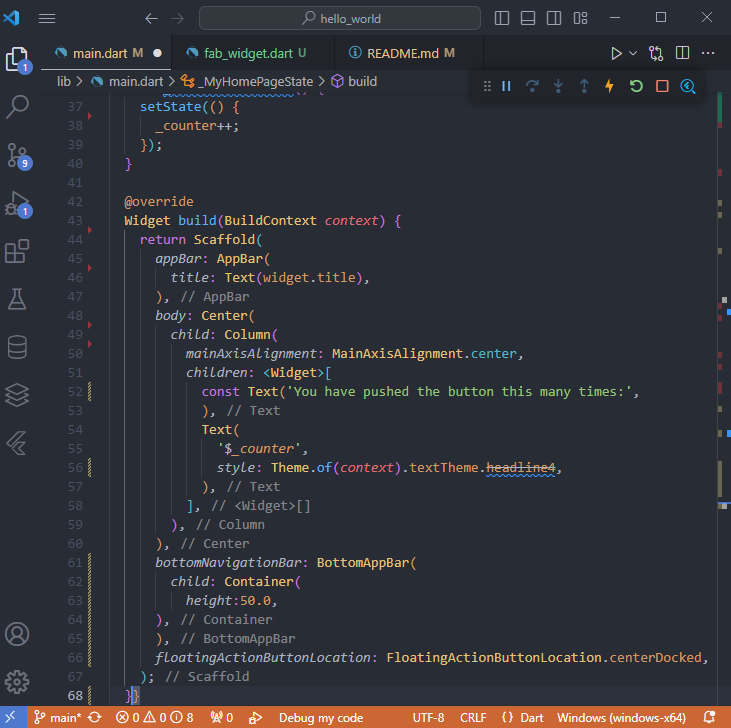 hello_world
main.dart M
fab_widget.dart U
README.md M
lib > main.dart > _MyHomePageState > build
37 setState(() {
38 _counter++;
39 });
40 }
41
42 @override
43 Widget build(BuildContext context) {
44 return Scaffold(
45 appBar: AppBar(
46 title: Text(widget.title),
47 ), // AppBar
48 body: Center(
49 child: Column(
50 mainAxisAlignment: MainAxisAlignment.center,
51 children: <Widget>[
52 const Text('You have pushed the button this many times:',
53 ), // Text
54 Text(
55 '$_counter',
56 style: Theme.of(context).textTheme.headline4,
57 ), // Text
58 ], // <Widget>[]
59 ), // Column
60 ), // Center
61 bottomNavigationBar: BottomAppBar(
62 child: Container(
63 height:50.0,
64 ), // Container
65 ), // BottomAppBar
66 floatingActionButtonLocation: FloatingActionButtonLocation.centerDocked,
67 ); // Scaffold
68 }}
1
9
1
main* 0 0 8 0 Debug my code UTF-8 CRLF {} Dart Windows (windows-x64)